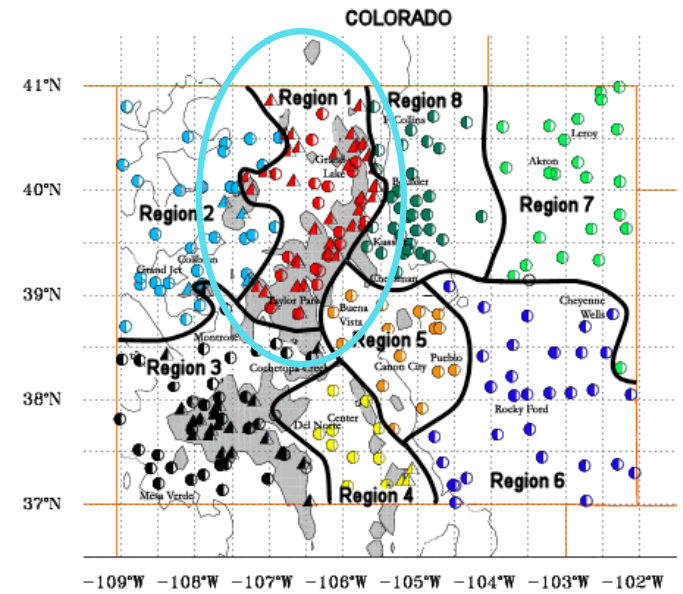 COLORADO
41°N
Region 1
Region 8
Ft Collins
Leroy
Grand
Lake
Akron
40°N
Boulder
Region 2
Region 7
Kassler
Collbran
Grand Jct
Cheesman
39°N
Taylor Park
Buena
Vista
Cheyenne
Wells
Montrose
Region 5
Cochetopa Creek
Pueblo
Region 3
Canon City
38°N
Rocky Ford
Center
Del Norte
Region 6
Mesa Verde
Region 4
37°N
-109°W -108°W -107°W -106°W -105°W -104°W -103°W -102°W